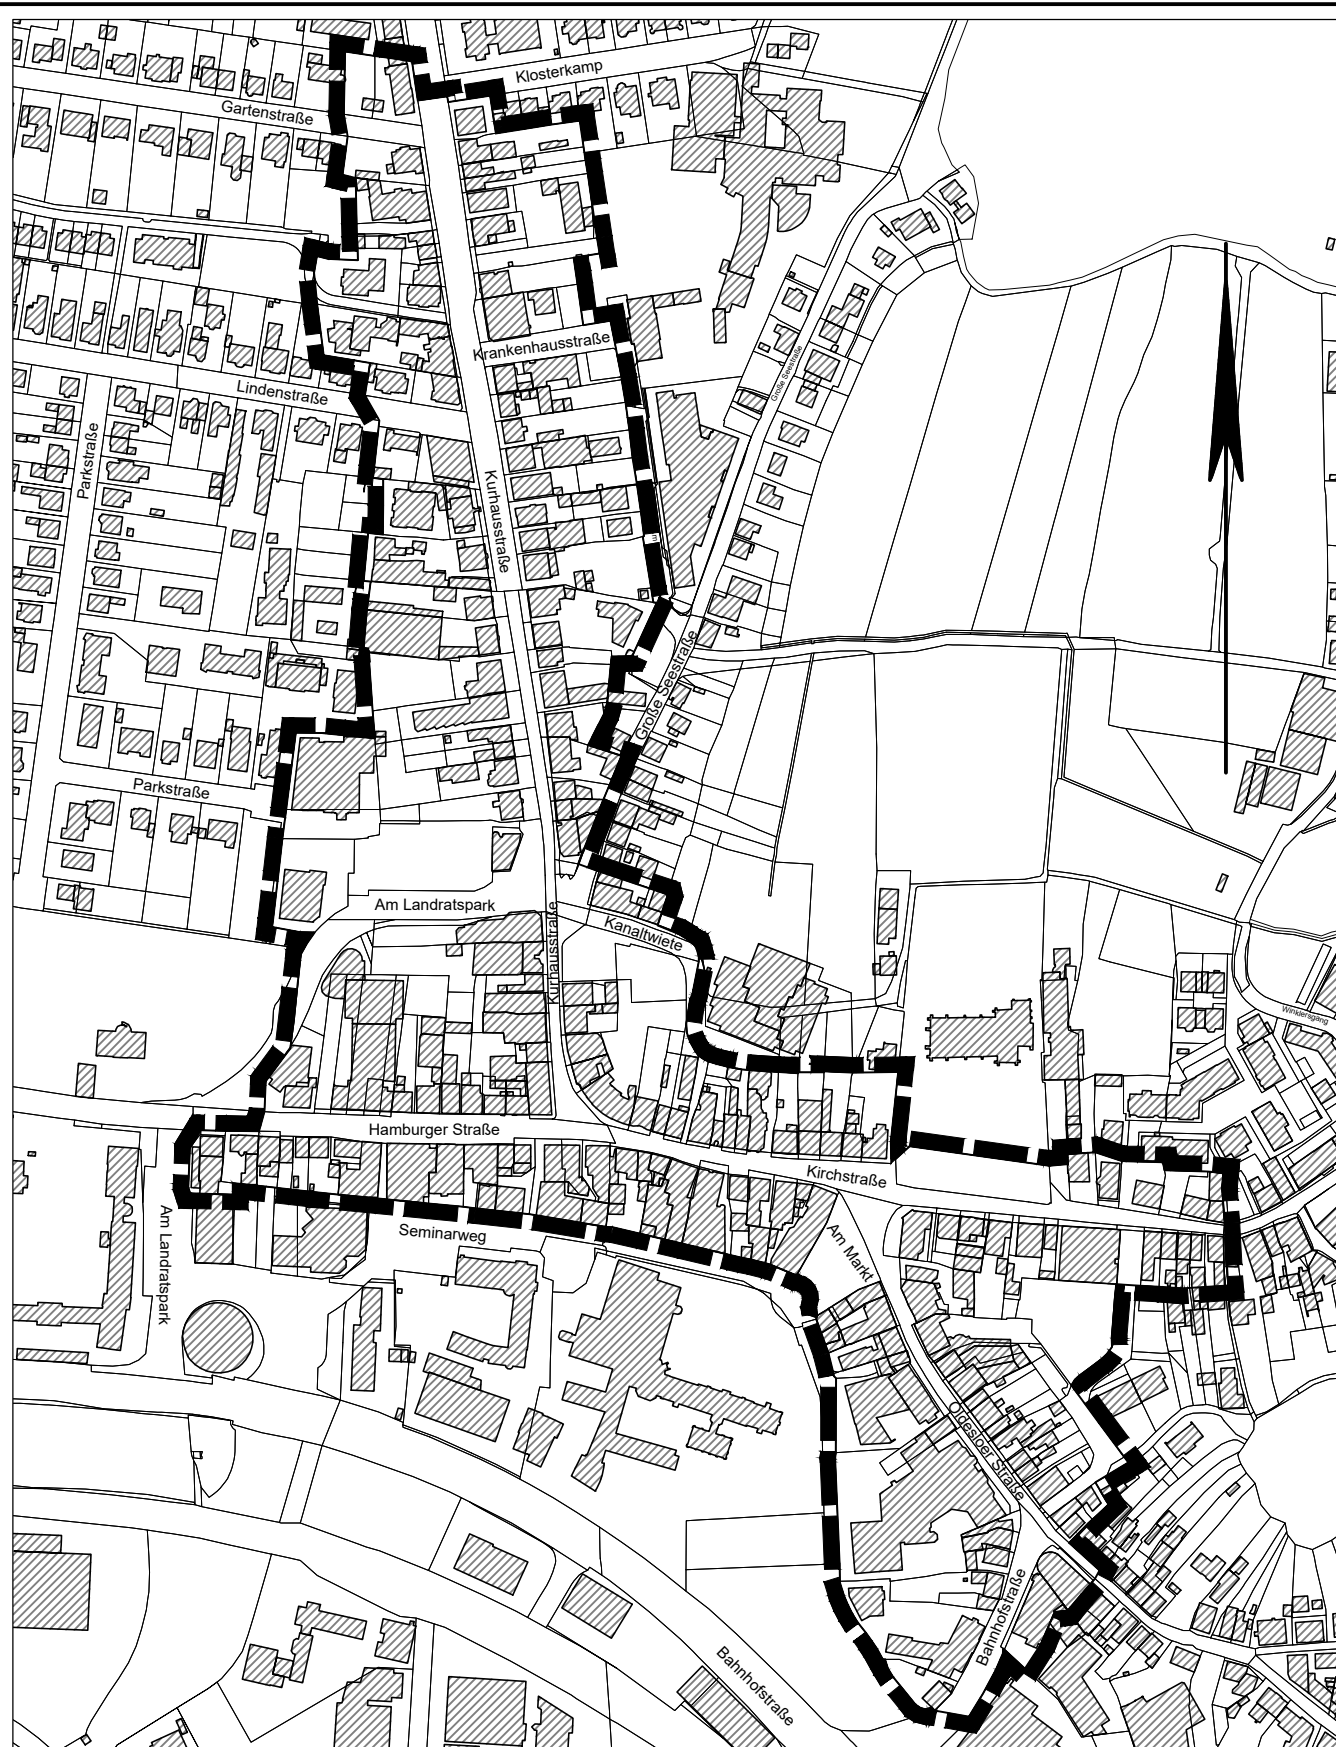 Klosterkamp
Gartenstraße
Krankenhausstraße
Große Seestraße
Lindenstraße
Parkstraße
Kurhausstraße
Große Seestraße
Parkstraße
Am Landratspark
Kurhausstraße
Kanaltwiete
Winklersgang
Hamburger Straße
Kirchstraße
Am Landratspark
Seminarweg
Am Markt
Oldesloer Straße
Bahnhofstraße
Bahnhofstraße